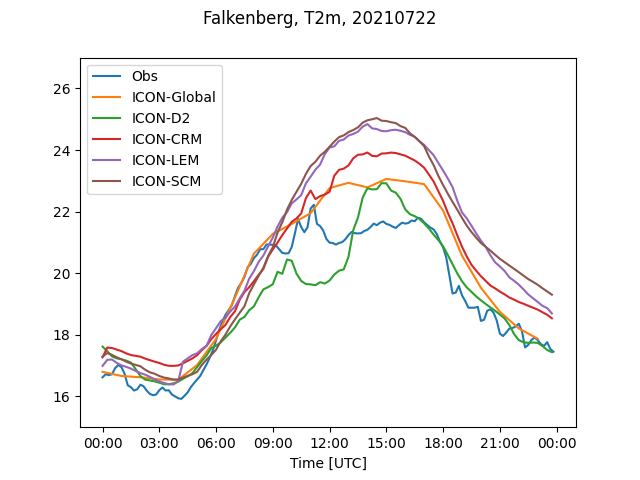 Falkenberg, T2m, 20210722
Obs
ICON-Global
ICON-D2
ICON-CRM
ICON-LEM
ICON-SCM
26
24
22
20
18
16
00:00 03:00 06:00 09:00 12:00 15:00 18:00 21:00 00:00
Time [UTC]